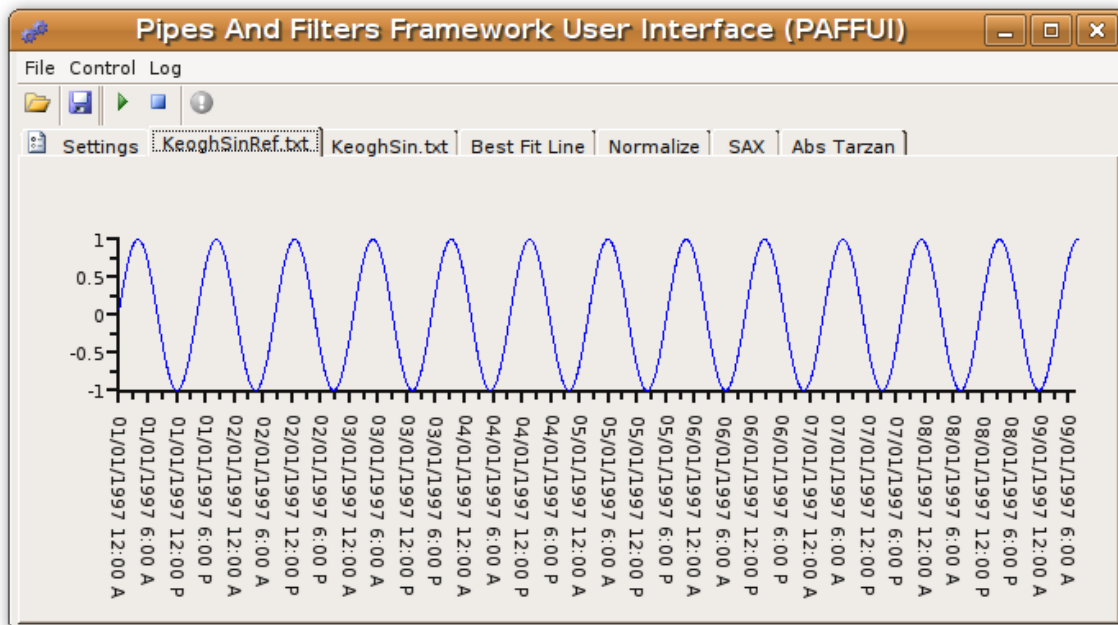 Pipes And Filters Framework User Interface (PAFFUI)
File Control Log
Settings KeoghSinRef.txt KeoghSin.txt Best Fit Line Normalize SAX Abs Tarzan
1
0.5
0
-0.5
-1
01/01/1997 12:00 A
01/01/1997 6:00 A
01/01/1997 12:00 P
01/01/1997 6:00 P
02/01/1997 12:00 A
02/01/1997 6:00 A
02/01/1997 12:00 P
02/01/1997 6:00 P
03/01/1997 12:00 A
03/01/1997 6:00 A
03/01/1997 12:00 P
03/01/1997 6:00 P
04/01/1997 12:00 A
04/01/1997 6:00 A
04/01/1997 12:00 P
04/01/1997 6:00 P
05/01/1997 12:00 A
05/01/1997 6:00 A
05/01/1997 12:00 P
05/01/1997 6:00 P
06/01/1997 12:00 A
06/01/1997 6:00 A
06/01/1997 12:00 P
06/01/1997 6:00 P
07/01/1997 12:00 A
07/01/1997 6:00 A
07/01/1997 12:00 P
07/01/1997 6:00 P
08/01/1997 12:00 A
08/01/1997 6:00 A
08/01/1997 12:00 P
08/01/1997 6:00 P
09/01/1997 12:00 A
09/01/1997 6:00 A